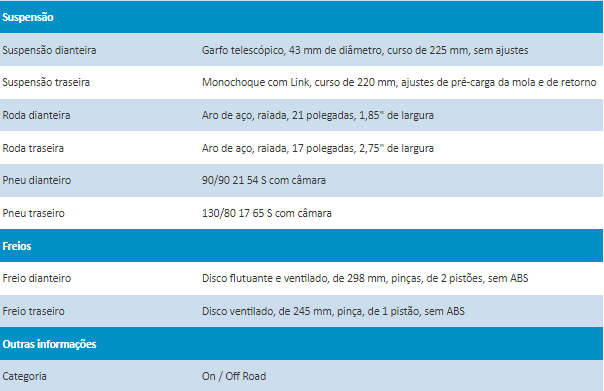 Suspensão
Suspensão dianteira Garfo telescópico, 43 mm de diâmetro, curso de 225 mm, sem ajustes
Suspensão traseira Monochoque com Link, curso de 220 mm, ajustes de pré-carga da mola e de retorno
Roda dianteira Aro de aço, raiada, 21 polegadas, 1,85" de largura
Roda traseira Aro de aço, raiada, 17 polegadas, 2,75" de largura
Pneu dianteiro 90/90 21 54 S com câmara
Pneu traseiro 130/80 17 65 S com câmara
Freios
Freio dianteiro Disco flutuante e ventilado, de 298 mm, pinças, de 2 pistões, sem ABS
Freio traseiro Disco ventilado, de 245 mm, pinça, de 1 pistão, sem ABS
Outras informações
Categoria On / Off Road